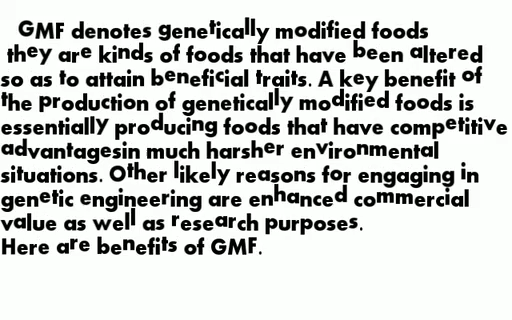 GMF denotes genetically modified foods
they are kinds of foods that have been altered
so as to attain beneficial traits. A key benefit of
the production of genetically modified foods is
essentially producing foods that have competitive
advantagesin much harsher environmental
situations. Other likely reasons for engaging in
genetic engineering are enhanced commercial
value as well as research purposes.
Here are benefits of GMF.